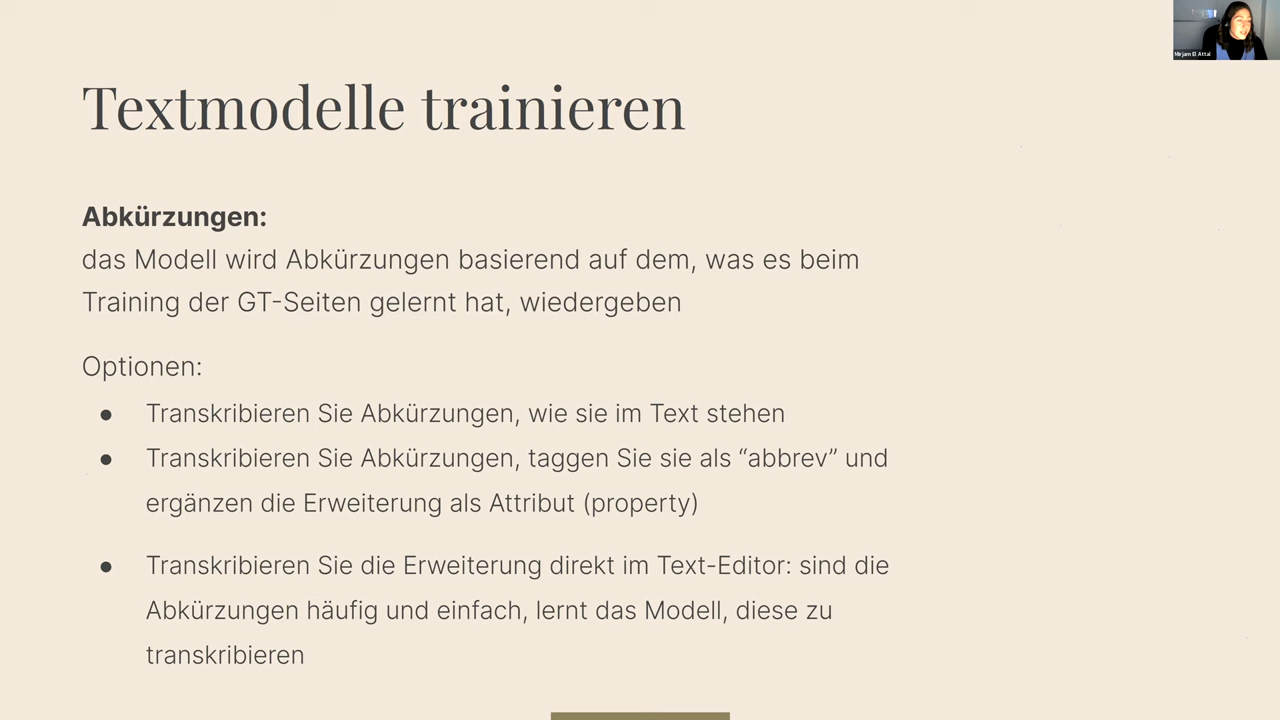 Mirjam El Attal
Textmodelle trainieren
Abkürzungen:
das Modell wird Abkürzungen basierend auf dem, was es beim
Training der GT-Seiten gelernt hat, wiedergeben
Optionen:
● Transkribieren Sie Abkürzungen, wie sie im Text stehen
● Transkribieren Sie Abkürzungen, taggen Sie sie als “abbrev” und
ergänzen die Erweiterung als Attribut (property)
● Transkribieren Sie die Erweiterung direkt im Text-Editor: sind die
Abkürzungen häufig und einfach, lernt das Modell, diese zu
transkribieren